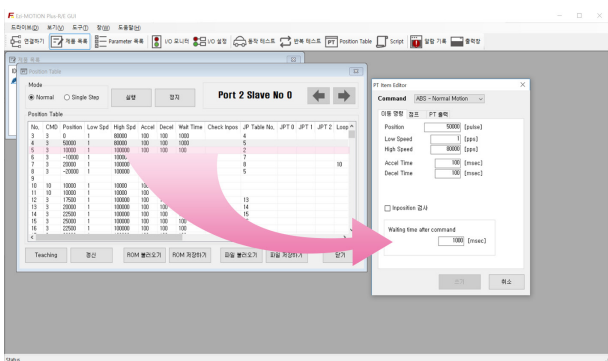 Ezi-MOTION Plus-R/E GUI
드라이브(D) 보기(V) 도구(T) 창(W) 도움말(H)
연결하기 제품 목록 Parameter 목록 I/O 모니터 I/O 설정 동작 테스트 반복 테스트 PT Position Table Script 알람 기록 출력창
제품 목록
Position Table
Mode
Normal Single Step 실행 정지 Port 2 Slave No 0
Position Table
No. CMD Position Low Spd High Spd Accel Decel Wait Time Check Inpos JP Table No. JPT 0 JPT 1 JPT 2 Loop
3 3 0 1 80000 100 100 1000 4
4 3 50000 1 80000 100 100 1000 5
5 3 10000 1 100000 100 100 100 2
6 3 -10000 1 10000 7
7 3 20000 1 100000 8 10
8 3 -20000 1 100000 5
9
10 10 10000 1 10000 100
11 10 10000 1 10000 100
12 3 17500 1 100000 100 13
13 3 20000 1 100000 100 14
14 3 22500 1 100000 100
15 3 25000 1 100000 100 100
16 3 22500 1 100000 100 100 100
Teaching 갱신 ROM 불러오기 ROM 저장하기 파일 불러오기 파일 저장하기 닫기
PT Item Editor
Command ABS - Normal Motion
이동 명령 점프 PT 출력
Position 50000 [pulse]
Low Speed 1 [pps]
High Speed 80000 [pps]
Accel Time 100 [msec]
Decel Time 100 [msec]
Inposition 검사
Waiting time after command
1000 [msec]
쓰기 취소
Status